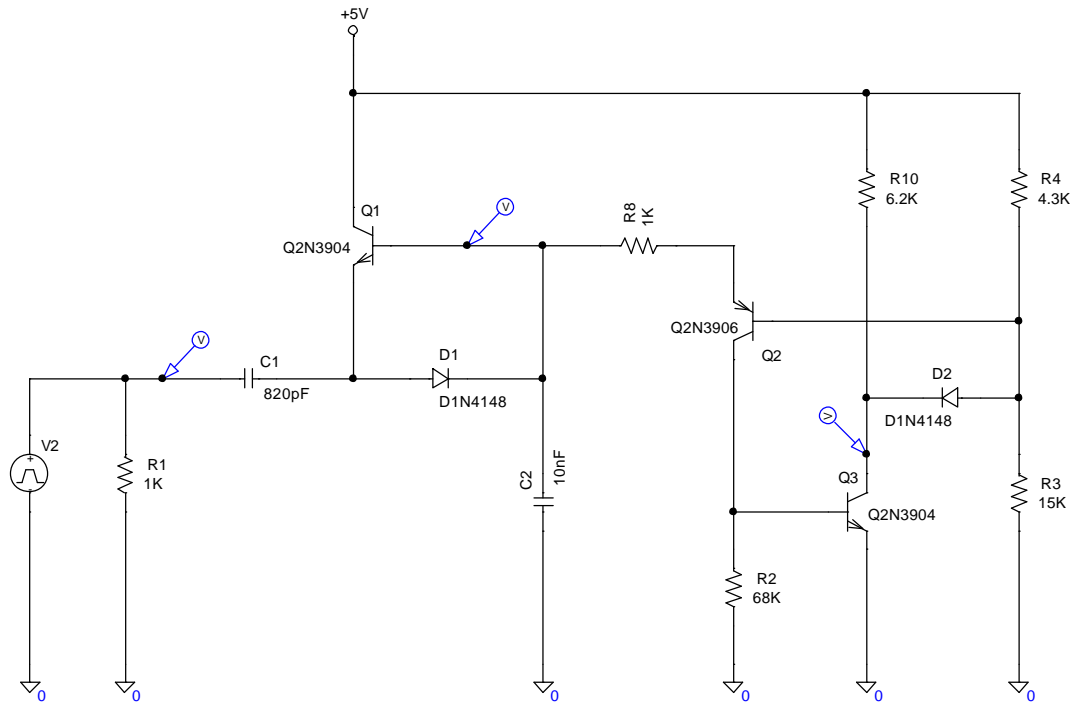 +5V
R10
6.2K
R4
4.3K
Q1
V
R8
1K
Q2N3904
Q2N3906
Q2
V
C1
820pF
D1
D1N4148
D2
D1N4148
V
V2
+
-
R1
1K
C2
10nF
Q3
Q2N3904
R3
15K
R2
68K
0
0
0
0
0
0